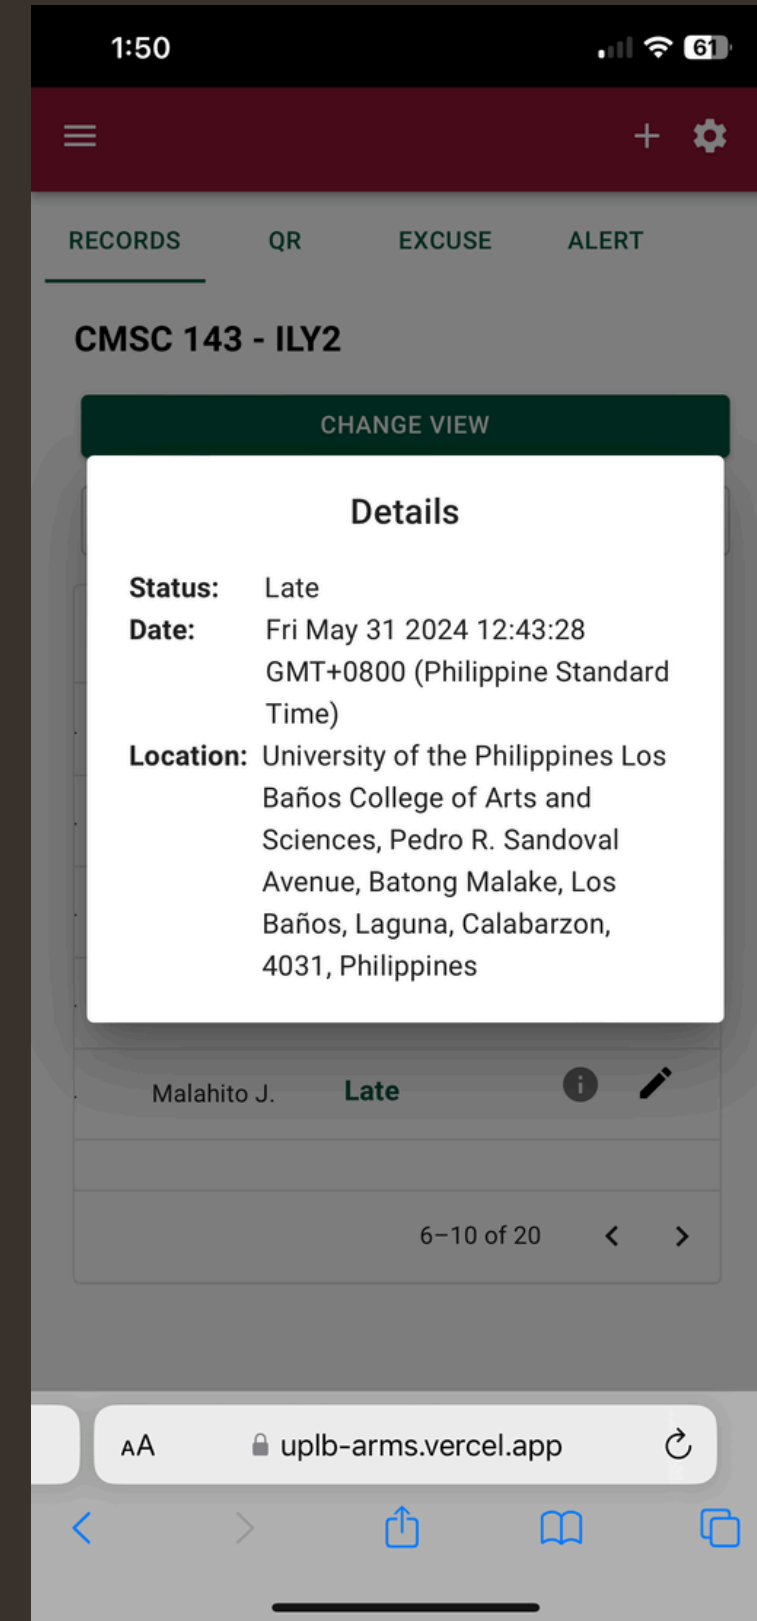 1:50
61
RECORDS QR EXCUSE ALERT
CMSC 143 - ILY2
CHANGE VIEW
Details
Status: Late
Date: Fri May 31 2024 12:43:28
GMT+0800 (Philippine Standard
Time)
Location: University of the Philippines Los
Baños College of Arts and
Sciences, Pedro R. Sandoval
Avenue, Batong Malake, Los
Baños, Laguna, Calabarzon,
4031, Philippines
. Malahito J. Late
6–10 of 20
AA uplb-arms.vercel.app